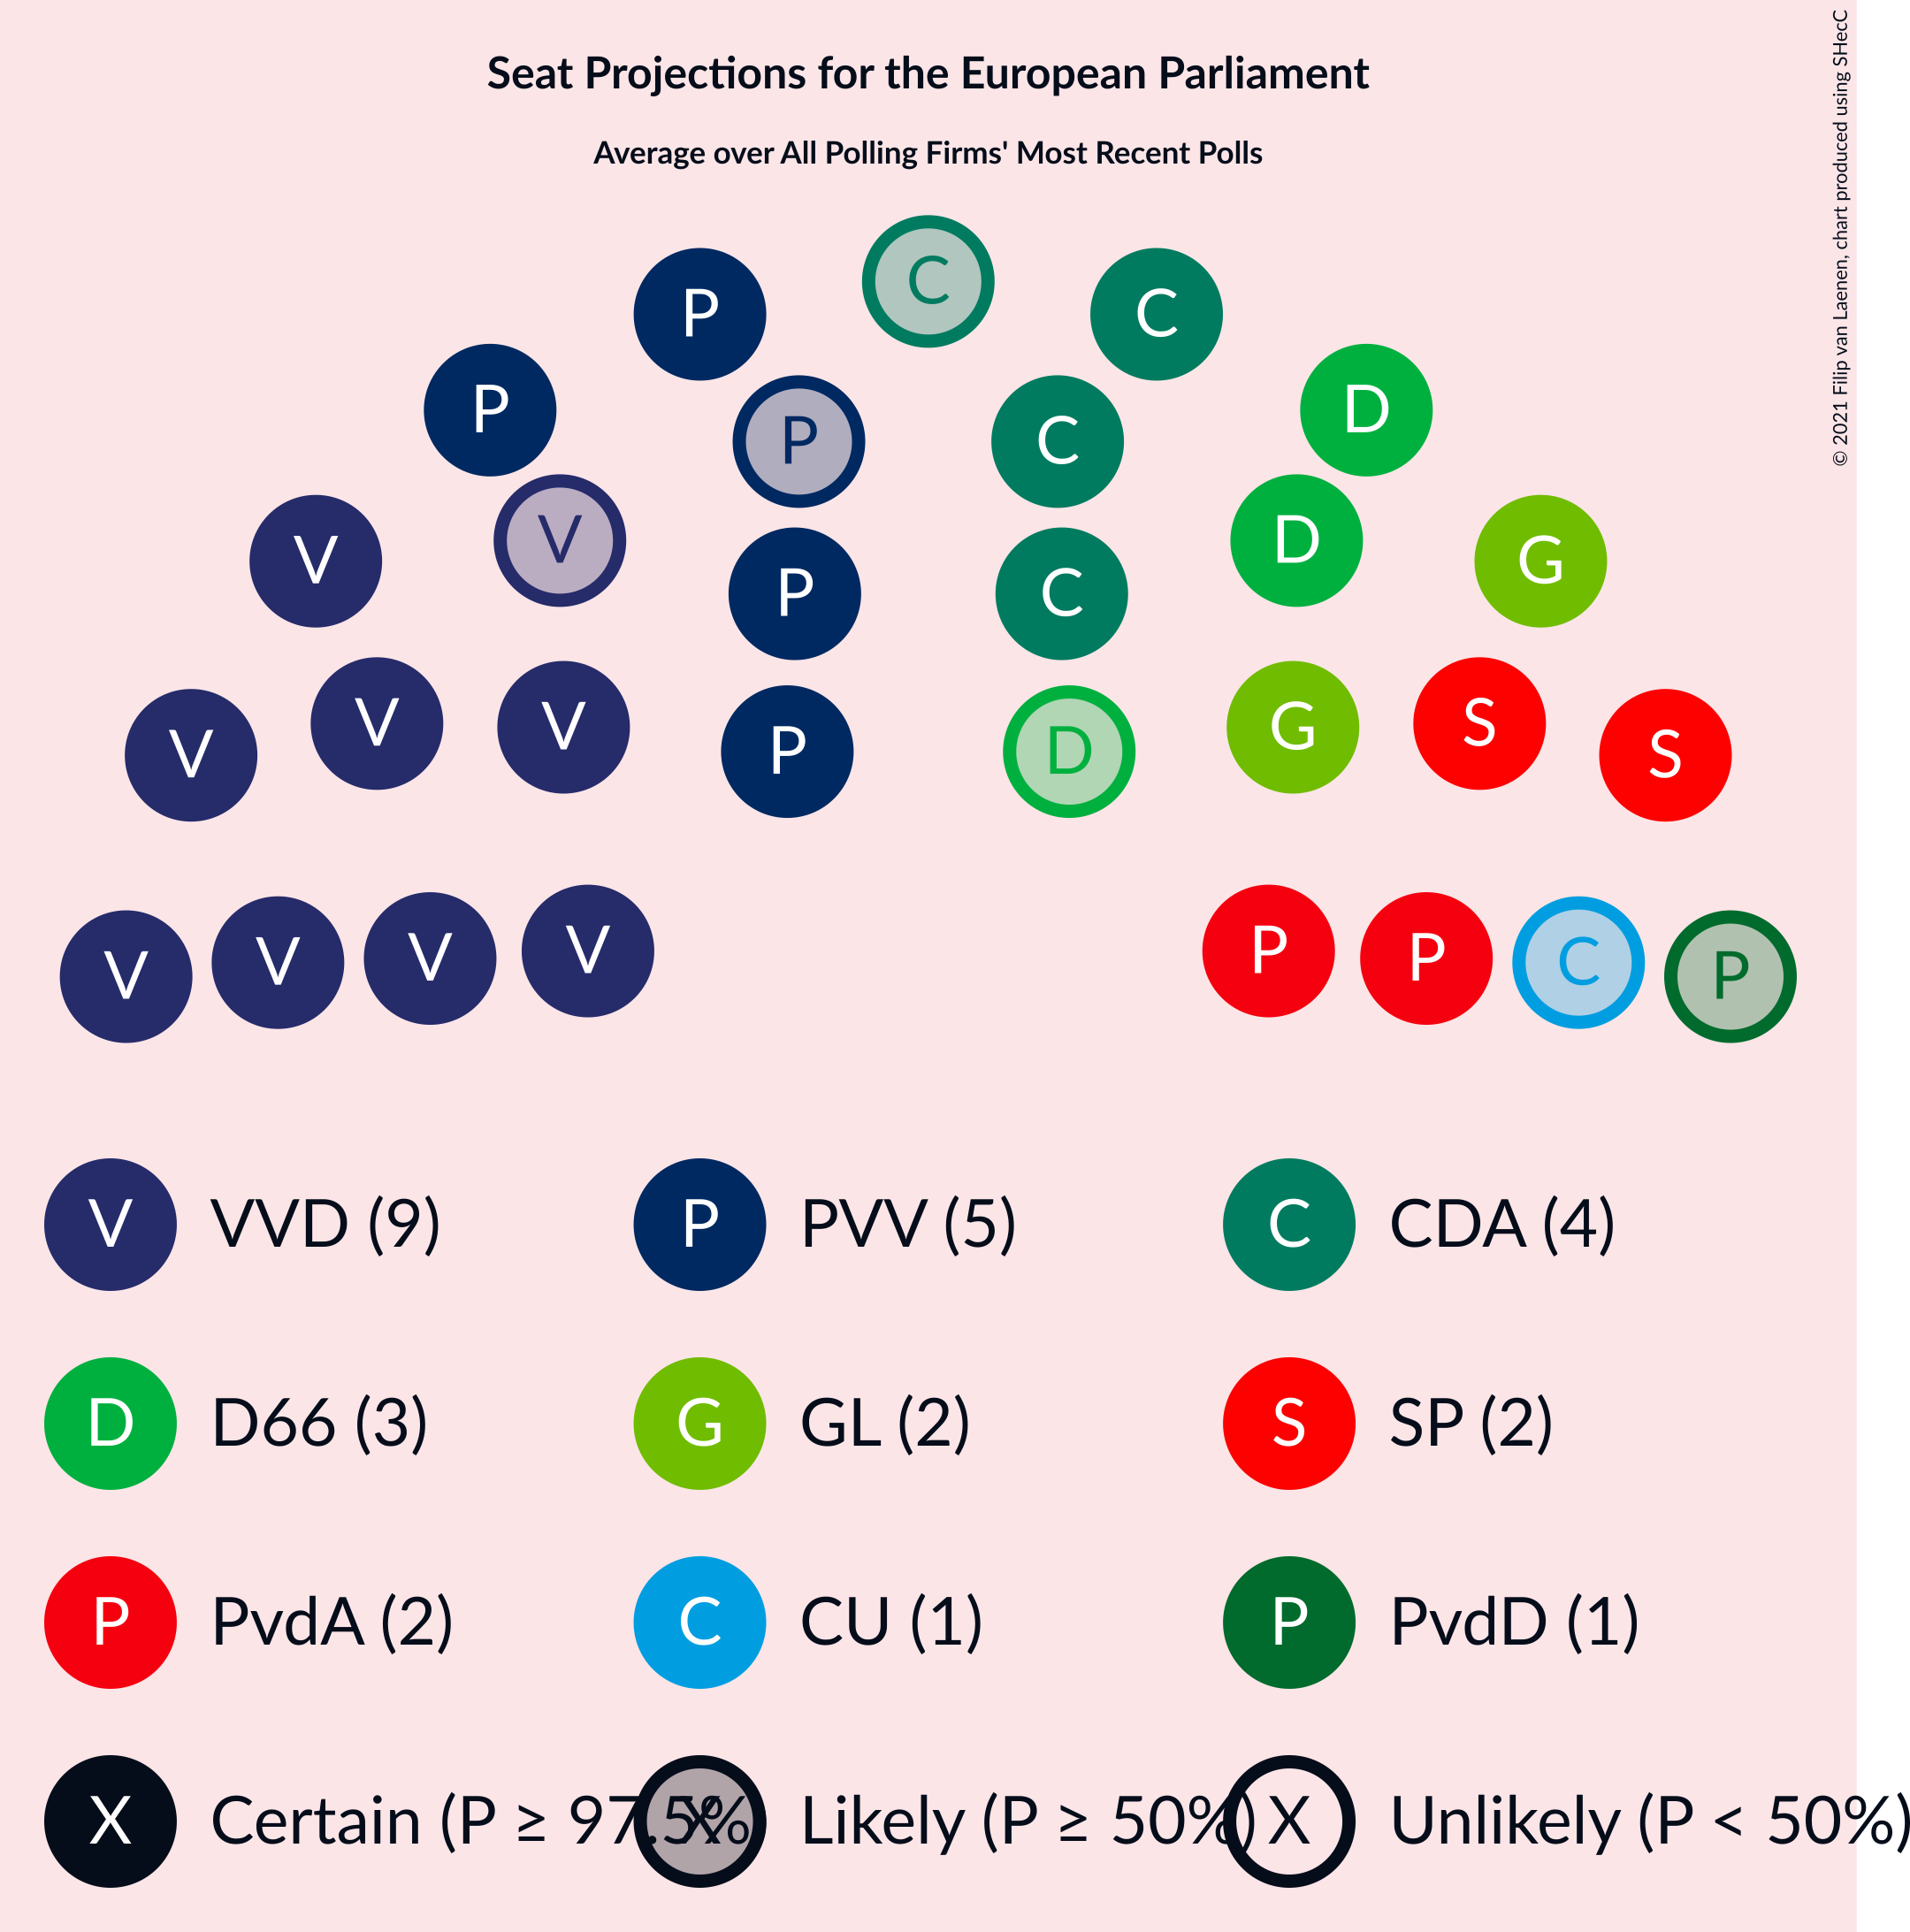 Seat Projections for the European Parliament
Average over All Polling Firms' Most Recent Polls
© 2021 Filip van Laenen, chart produced using SHecC
C
P C
P D
P C
V V D G
P C
V V V P D G S S
V V V V P P C P
V VVD (9) P PVV (5) C CDA (4)
D D66 (3) G GL (2) S SP (2)
P PvdA (2) C CU (1) P PvdD (1)
X Certain (P ≥ 97.5% X Likely (P ≥ 50%) X Unlikely (P < 50%)